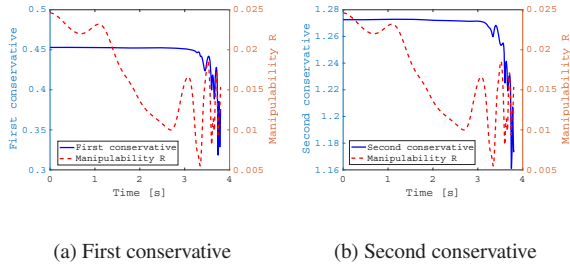 0.5
0.45
0.4
0.35
0.3
0.025
0.02
0.015
0.01
0.005
0 1 2 3 4
First conservative
Manipulability R
Time [s]
First conservative
Manipulability R
(a) First conservative
1.28
1.26
1.24
1.22
1.2
1.18
1.16
0.025
0.02
0.015
0.01
0.005
0 1 2 3 4
Second conservative
Manipulability R
Time [s]
Second conservative
Manipulability R
(b) Second conservative